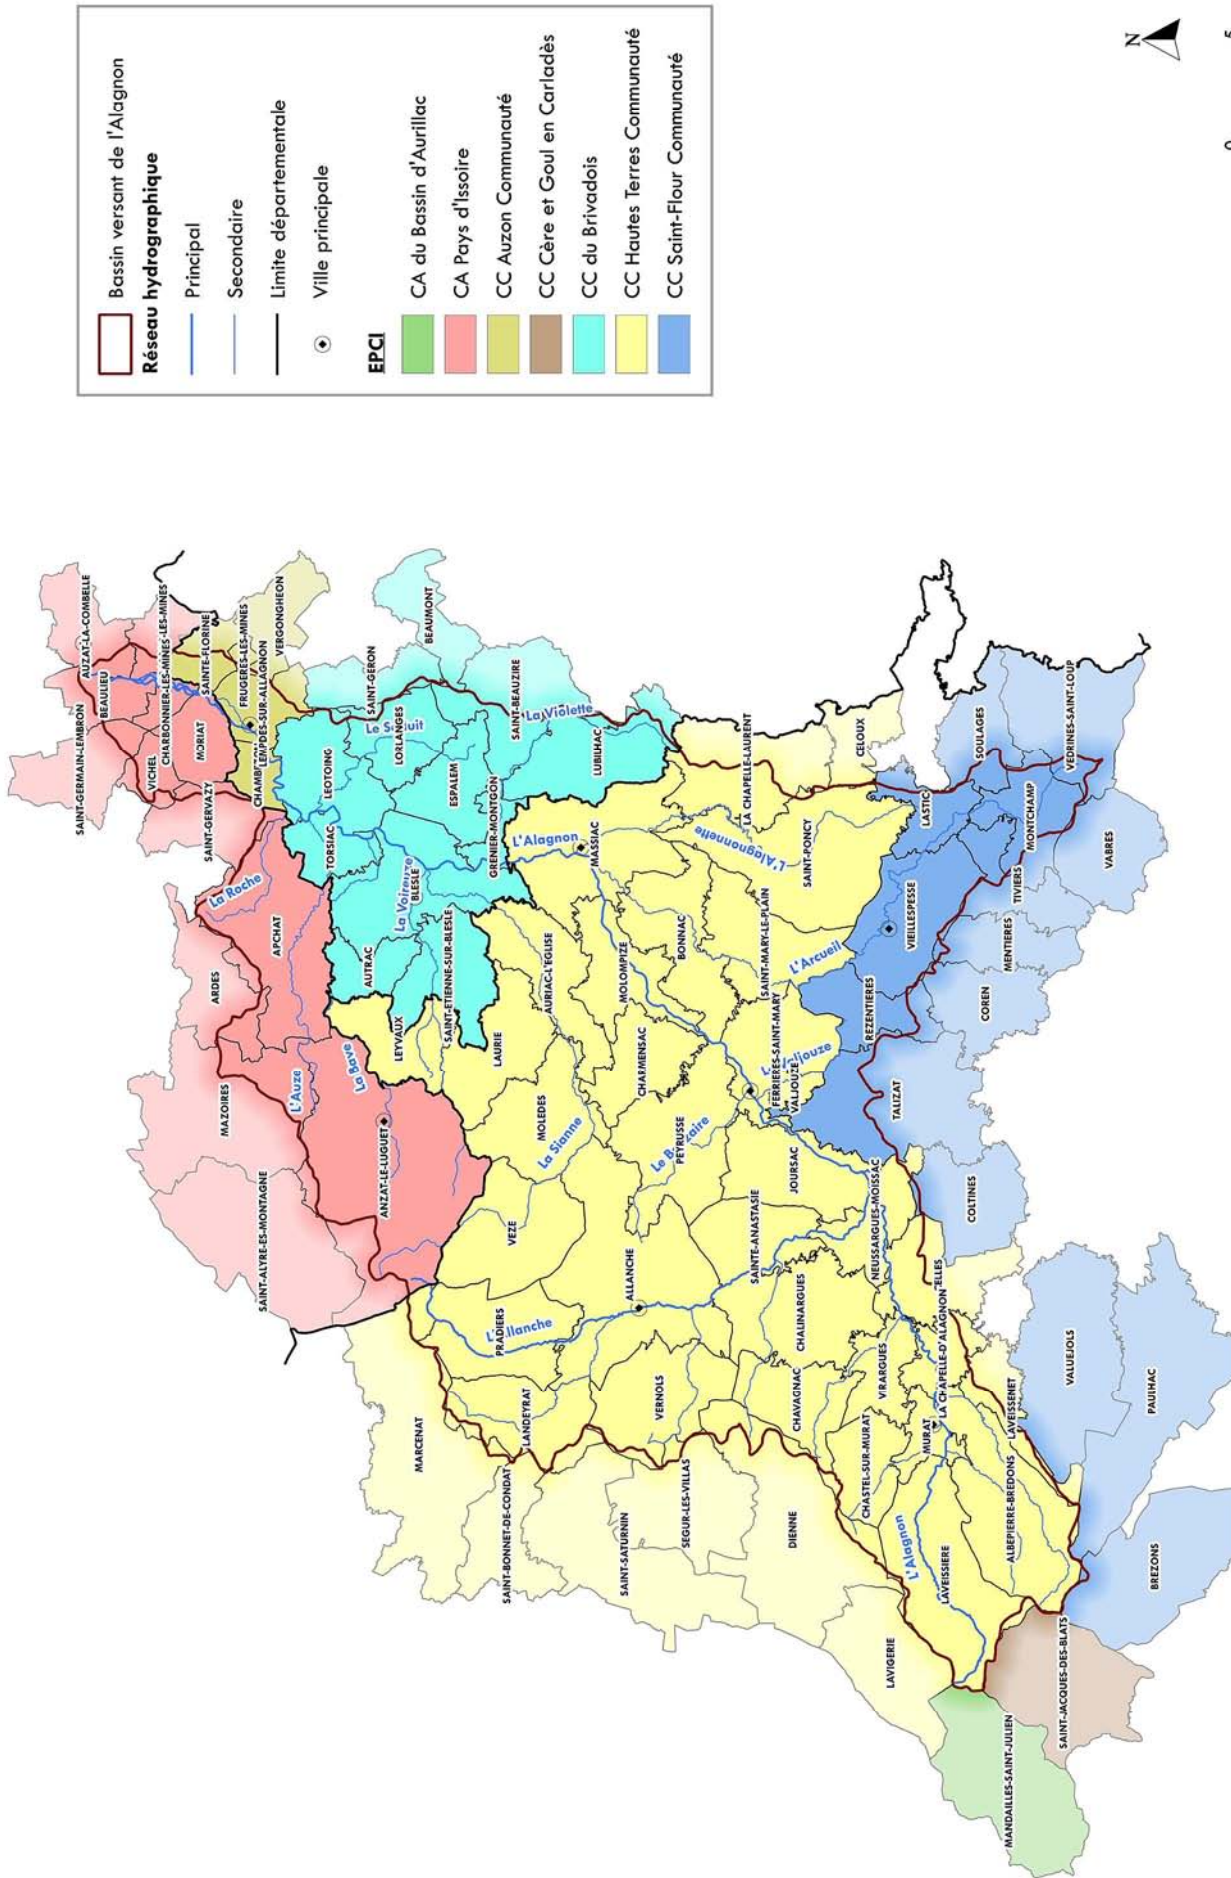 Bassin versant de l'Alagnon
Réseau hydrographique
Principal
Secondaire
Limite départementale
Ville principale
EPCI
CA du Bassin d'Aurillac
CA Pays d'Issoire
CC Auzon Communauté
CC Cère et Goul en Carladès
CC du Brivadois
CC Hautes Terres Communauté
CC Saint-Flour Communauté
N
0
5
SAINT-GERMAIN-LEMBRON
AUZAT-LA-COMBELLE
BEAULIEU
VICHEL
CHARBONNIER-LES-MINES
-LES-MINES
MORIAT
SAINTE-FLORINE
SAINT-GERVAZY
FRUGERES-LES-MINES
LEMPDES-SUR-ALLAGNON
VERGONGHEON
La Roche
ARDES
APCHAT
MAZOIRES
L'Auze
La Bave
ANZAT-LE-LUGUET
SAINT-ALYRE-ES-MONTAGNE
TORSIAC
LEOTOING
SAINT-GERON
BEAUMONT
LORLANGES
AUTRAC
La Voireuze
BLESLE
ESPALEM
SAINT-BEAUZIRE
La Violette
GRENIER-MONTGON
LUBILHAC
SAINT-ETIENNE-SUR-BLESLE
LEYVAUX
LAURIE
L'Alagnon
MASSIAC
AURIAC-L'EGLISE
MOLOMPIZE
BONNAC
L'Alagnonnette
LA CHAPELLE-LAURENT
SAINT-PONCY
CELOUX
SAINT-MARY-LE-PLAIN
L'Arcueil
MOLEDES
La Sianne
CHARMENSAC
PEYRUSSE
VEZE
FERRIERES-SAINT-MARY
VALJOUZE
PRADIERS
ALLANCHE
MARCENAT
LANDEYRAT
VERNOLS
SAINTE-ANASTASIE
JOURSAC
CHALINARGUES
NEUSSARGUES-MOISSAC
SAINT-BONNET-DE-CONDAT
SAINT-SATURNIN
SEGUR-LES-VILLAS
DIENNE
CHAVAGNAC
VIRARGUES
CHASTEL-SUR-MURAT
MURAT
LA CHAPELLE-D'ALAGNON
LAVEISSENET
LAVIGERIE
L'Alagnon
LAVEISSIERE
ALBEPIERRE-BREDONS
MANDAILLES-SAINT-JULIEN
SAINT-JACQUES-DES-BLATS
BREZONS
PAULHAC
VALUEJOLS
COLTINES
TALIZAT
REZENTIERES
VIEILLESPESSE
LASTIC
SOULAGES
MONTCHAMP
VEDRINES-SAINT-LOUP
TIVIERS
MENTIERES
COREN
VABRES